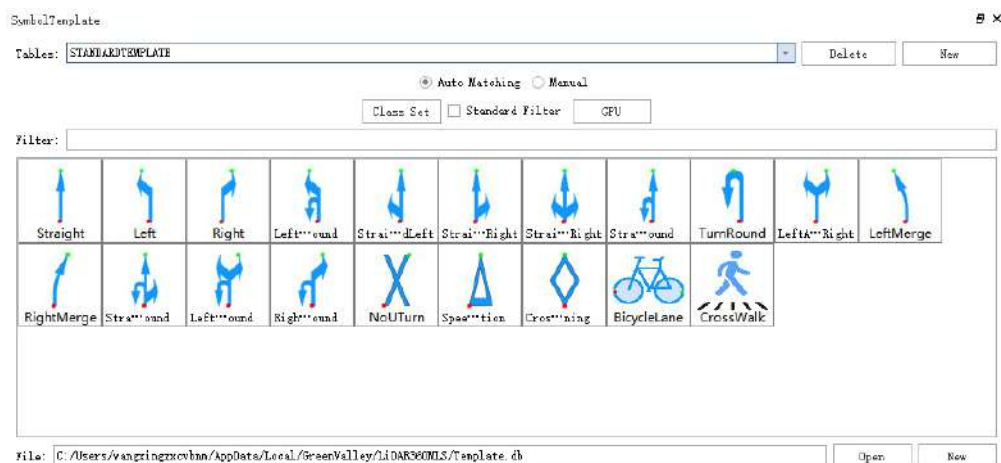 SymbolTemplate
Tables: STANDARDTEMPLATE Delete New
Auto Matching Manual
Class Set Standard Filter GPU
Filter:
Straight Left Right Left···ound Strai···dLeft Strai···Right Strai···Right Stra···ound TurnRound LeftA···Right LeftMerge
RightMerge Stra···ound Left···ound Righ···ound NoUTurn Spee···tion Cros···ning BicycleLane CrossWalk
File: C:/Users/wangxingzxcvbnm/AppData/Local/GreenValley/LiDAR360MLS/Template.db Open New